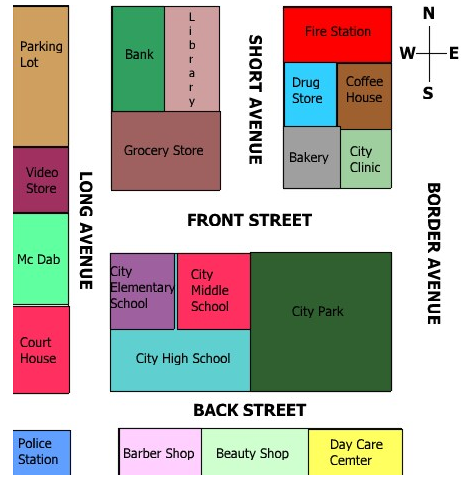 Parking
Lot
Bank
Library
SHORT AVENUE
Fire Station
Drug
Store
Coffee
House
Bakery
City
Clinic
N
W
E
S
Grocery Store
Video
Store
LONG AVENUE
Mc Dab
Court
House
FRONT STREET
BORDER AVENUE
City
Elementary
School
City
Middle
School
City High School
City Park
BACK STREET
Police
Station
Barber Shop
Beauty Shop
Day Care
Cemter